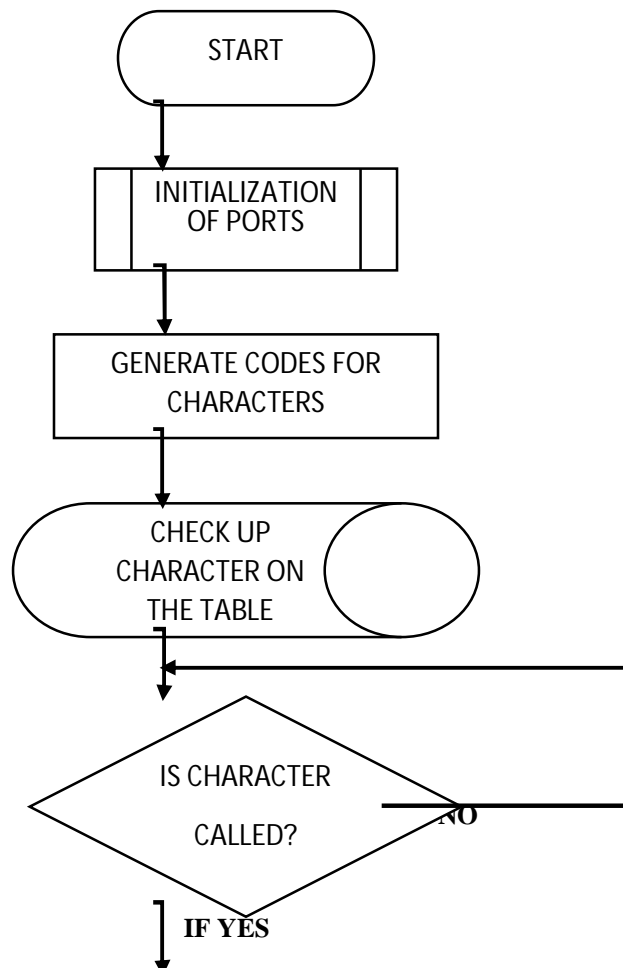 START
INITIALIZATION
OF PORTS
GENERATE CODES FOR
CHARACTERS
CHECK UP
CHARACTER ON
THE TABLE
IS CHARACTER
CALLED?
NO
IF YES